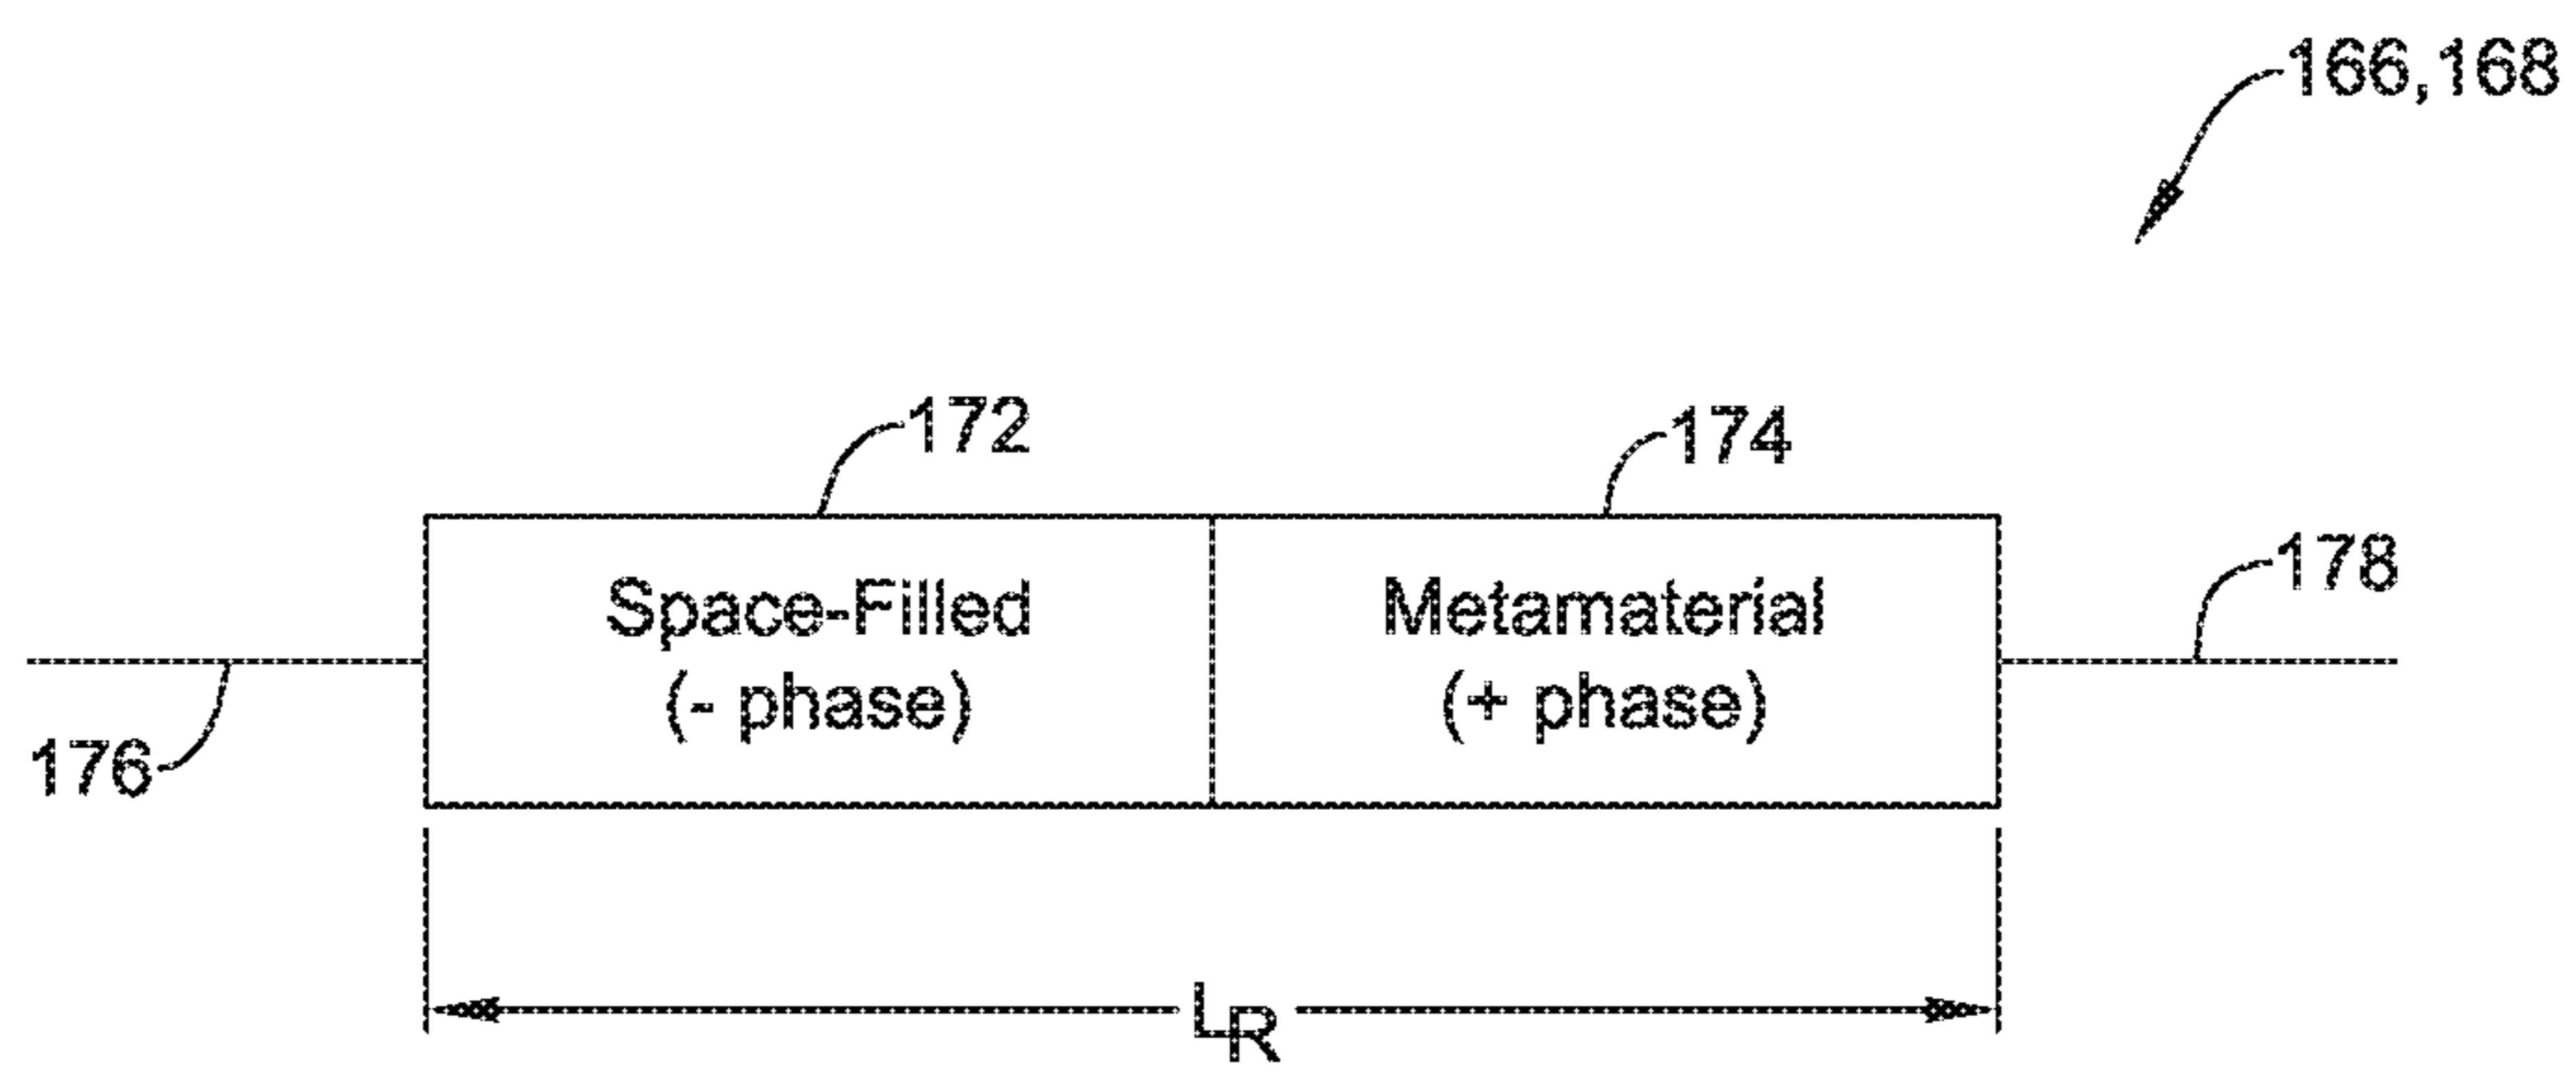 166,168
172
174
Space-Filled
(- phase)
Metamaterial
(+ phase)
178
176
LR